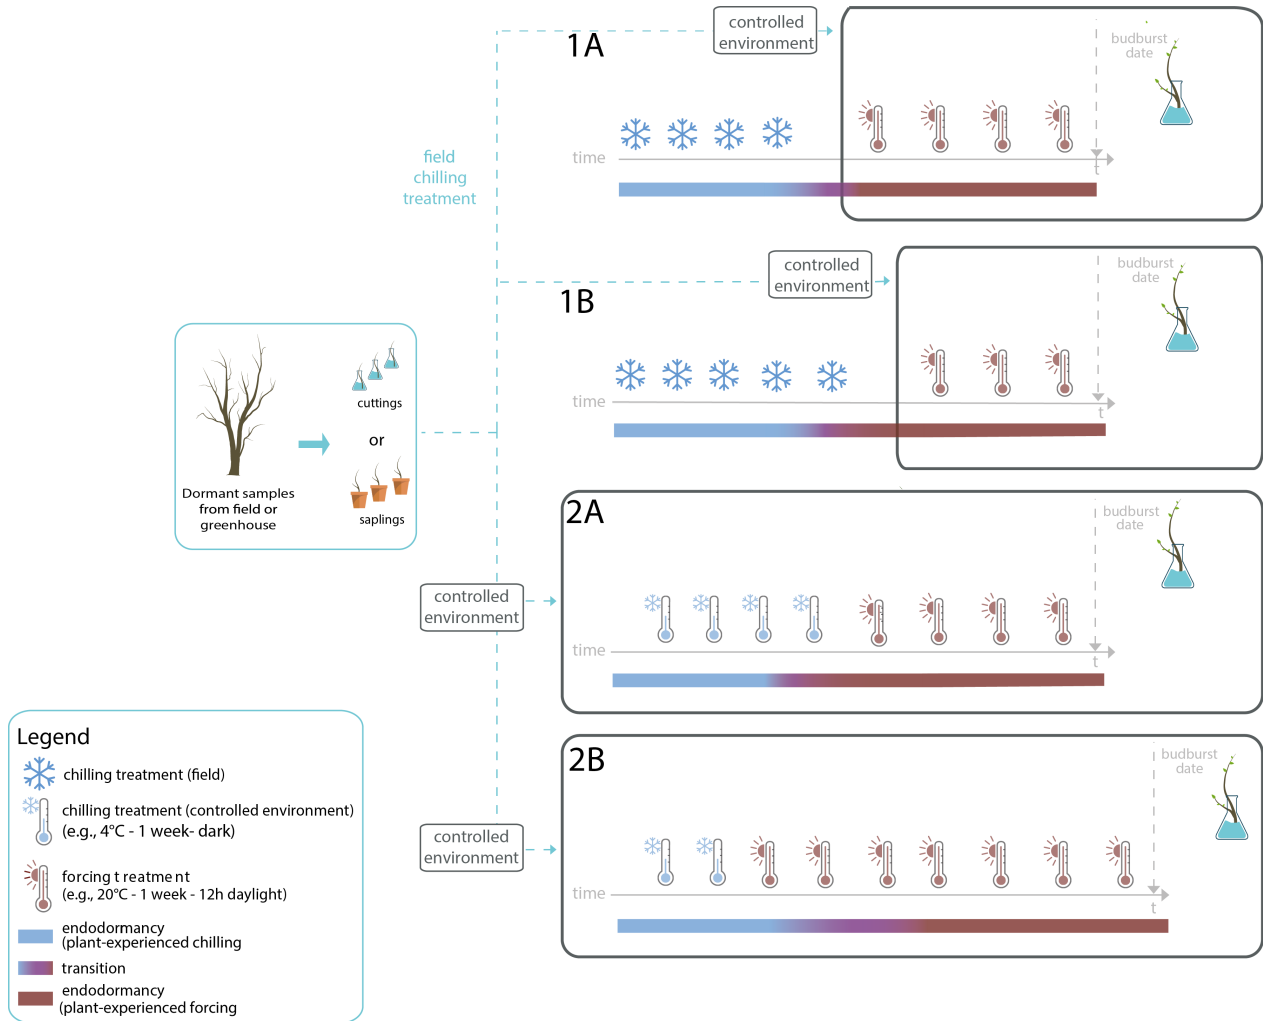 1A
controlled
environment
budburst
date
field
chilling
treatment
time
t
1B
controlled
environment
budburst
date
time
t
cuttings
or
saplings
Dormant samples
from field or
greenhouse
2A
controlled
environment
budburst
date
time
t
2B
controlled
environment
budburst
date
time
t
Legend
chilling treatment (field)
chilling treatment (controlled environment)
(e.g., 4°C - 1 week- dark)
forcing t reatment
(e.g., 20°C - 1 week - 12h daylight)
endodormancy
(plant-experienced chilling
transition
endodormancy
(plant-experienced forcing